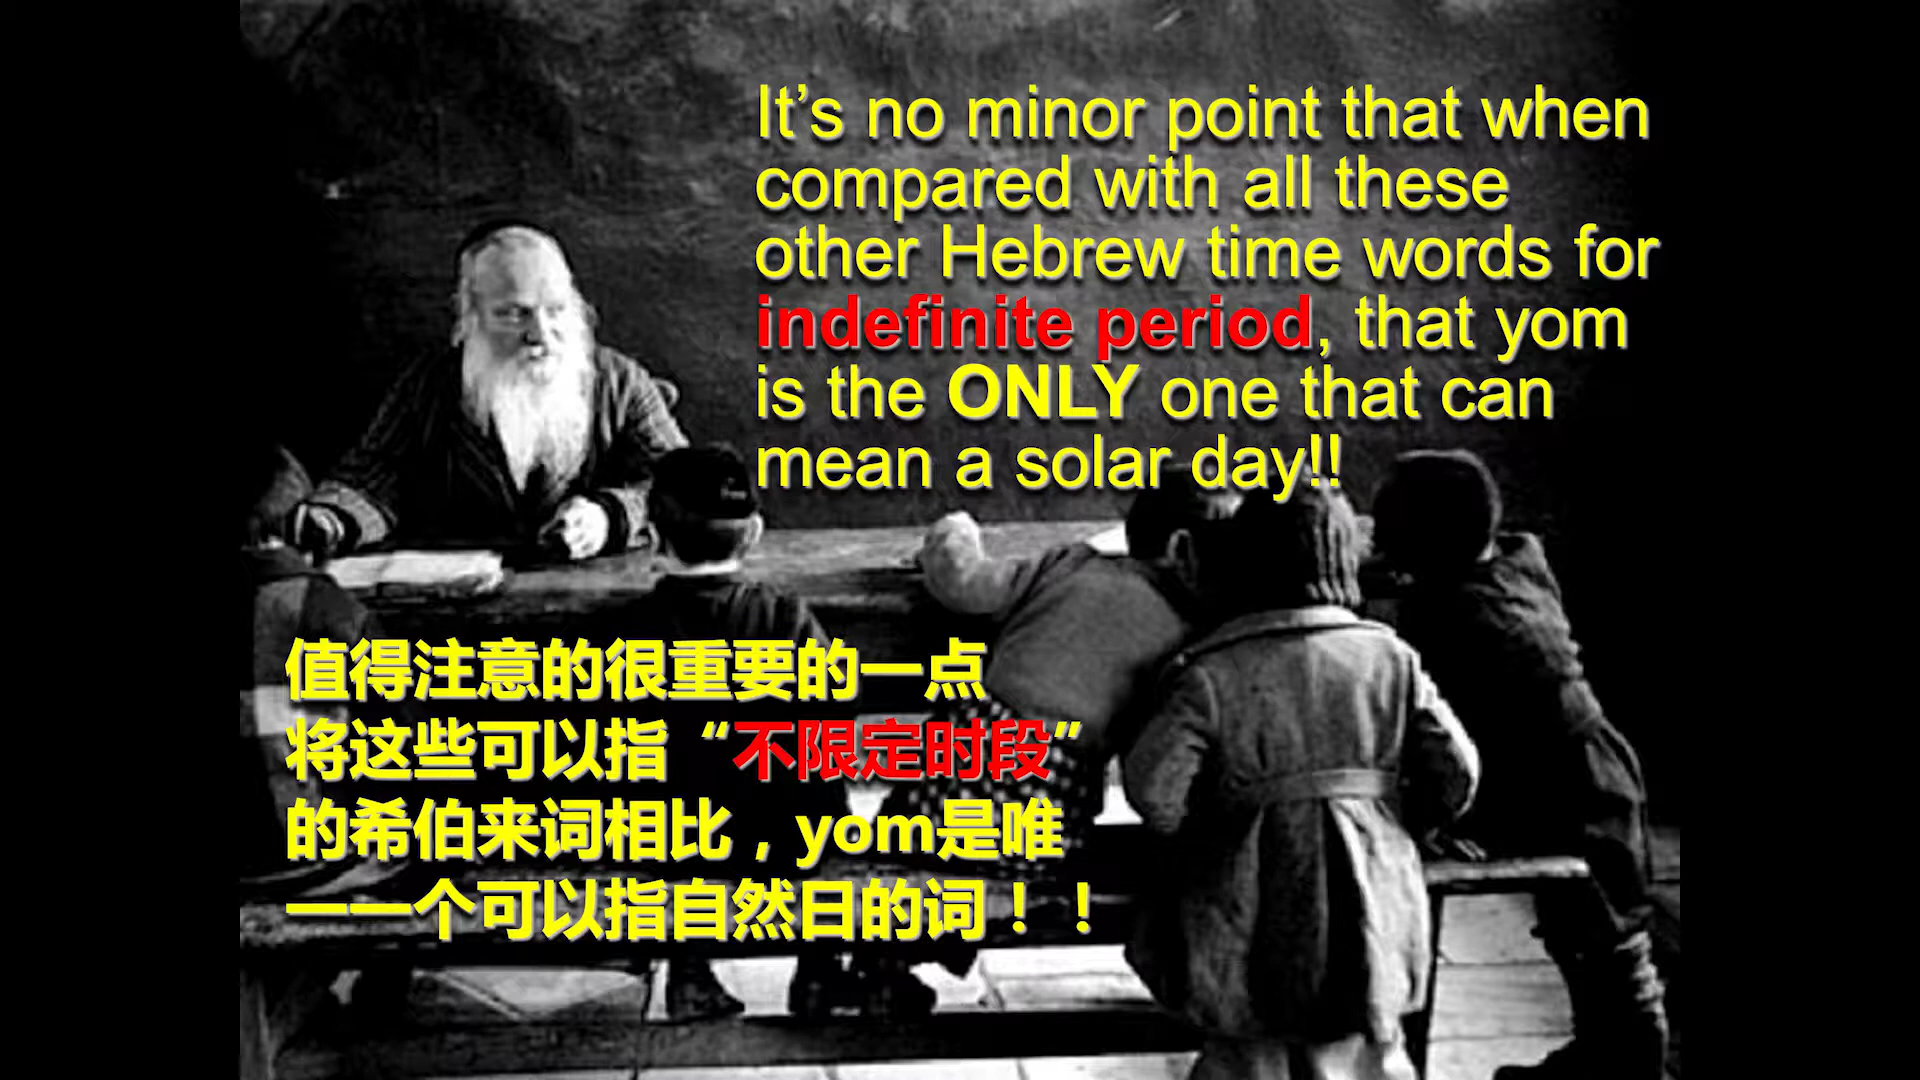 It’s no minor point that when
compared with all these
other Hebrew time words for
indefinite period, that yom
is the ONLY one that can
mean a solar day!!
值得注意的很重要的一点
将这些可以指“不限定时段”
的希伯来词相比，yom是唯
一一个可以指自然日的词！！